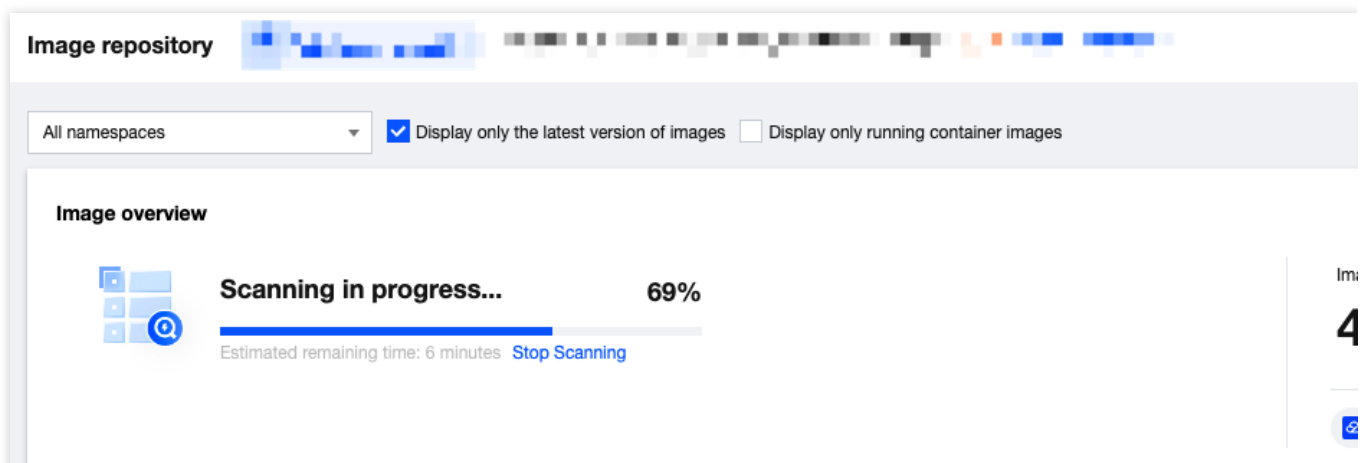 Image repository
All namespaces
Display only the latest version of images
Display only running container images
Image overview
Scanning in progress...
69%
Estimated remaining time: 6 minutes Stop Scanning
4